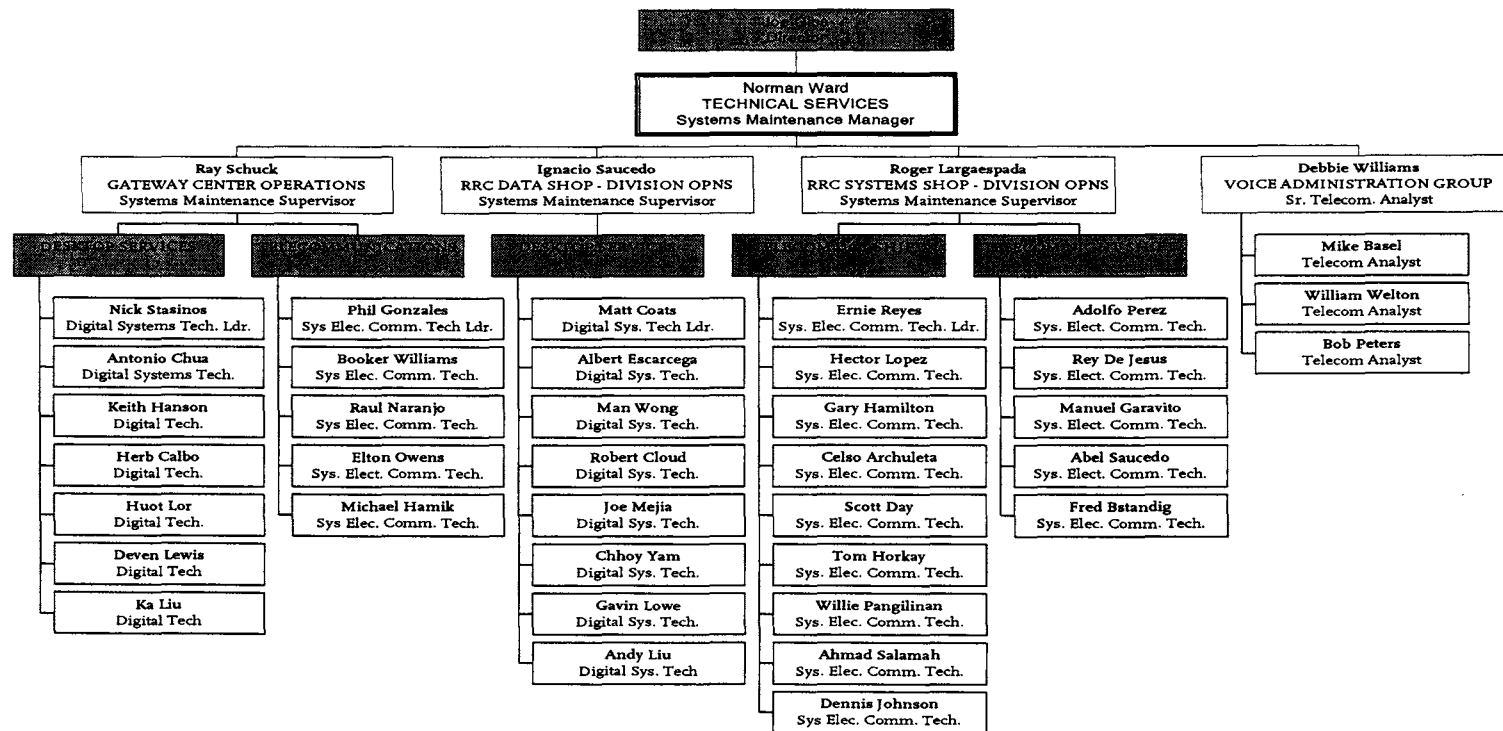 Norman Ward
TECHNICAL SERVICES
Systems Maintenance Manager
Ray Schuck
GATEWAY CENTER OPERATIONS
Systems Maintenance Supervisor
Ignacio Saucedo
RRC DATA SHOP - DIVISION OPNS
Systems Maintenance Supervisor
Roger Largaespada
RRC SYSTEMS SHOP - DIVISION OPNS
Systems Maintenance Supervisor
Debbie Williams
VOICE ADMINISTRATION GROUP
Sr. Telecom. Analyst
SERVICES
Nick Stasinos
Digital Systems Tech. Ldr.
Antonio Chua
Digital Systems Tech.
Keith Hanson
Digital Tech.
Herb Calbo
Digital Tech.
Huot Lor
Digital Tech.
Deven Lewis
Digital Tech
Ka Liu
Digital Tech
Phil Gonzales
Sys Elec. Comm. Tech Ldr.
Booker Williams
Sys Elec. Comm. Tech.
Raul Naranjo
Sys Elec. Comm. Tech.
Elton Owens
Sys. Elect. Comm. Tech.
Michael Hamik
Sys Elec. Comm. Tech.
Matt Coats
Digital Sys. Tech Ldr.
Albert Escarcega
Digital Sys. Tech.
Man Wong
Digital Sys. Tech.
Robert Cloud
Digital Sys. Tech.
Joe Mejia
Digital Sys. Tech.
Chhoy Yam
Digital Sys. Tech.
Gavin Lowe
Digital Sys. Tech.
Andy Liu
Digital Sys. Tech
Ernie Reyes
Sys. Elec. Comm. Tech. Ldr.
Hector Lopez
Sys. Elec. Comm. Tech.
Gary Hamilton
Sys. Elec. Comm. Tech.
Celso Archuleta
Sys. Elec. Comm. Tech.
Scott Day
Sys. Elec. Comm. Tech.
Tom Horkay
Sys. Elec. Comm. Tech.
Willie Pangilinan
Sys. Elec. Comm. Tech.
Ahmad Salamah
Sys. Elec. Comm. Tech.
Dennis Johnson
Sys Elec. Comm. Tech.
Adolfo Perez
Sys. Elect. Comm. Tech.
Rey De Jesus
Sys. Elect. Comm. Tech.
Manuel Garavito
Sys. Elect. Comm. Tech.
Abel Saucedo
Sys. Elect. Comm. Tech.
Fred Bstandig
Sys. Elec. Comm. Tech.
Mike Basel
Telecom Analyst
William Welton
Telecom Analyst
Bob Peters
Telecom Analyst